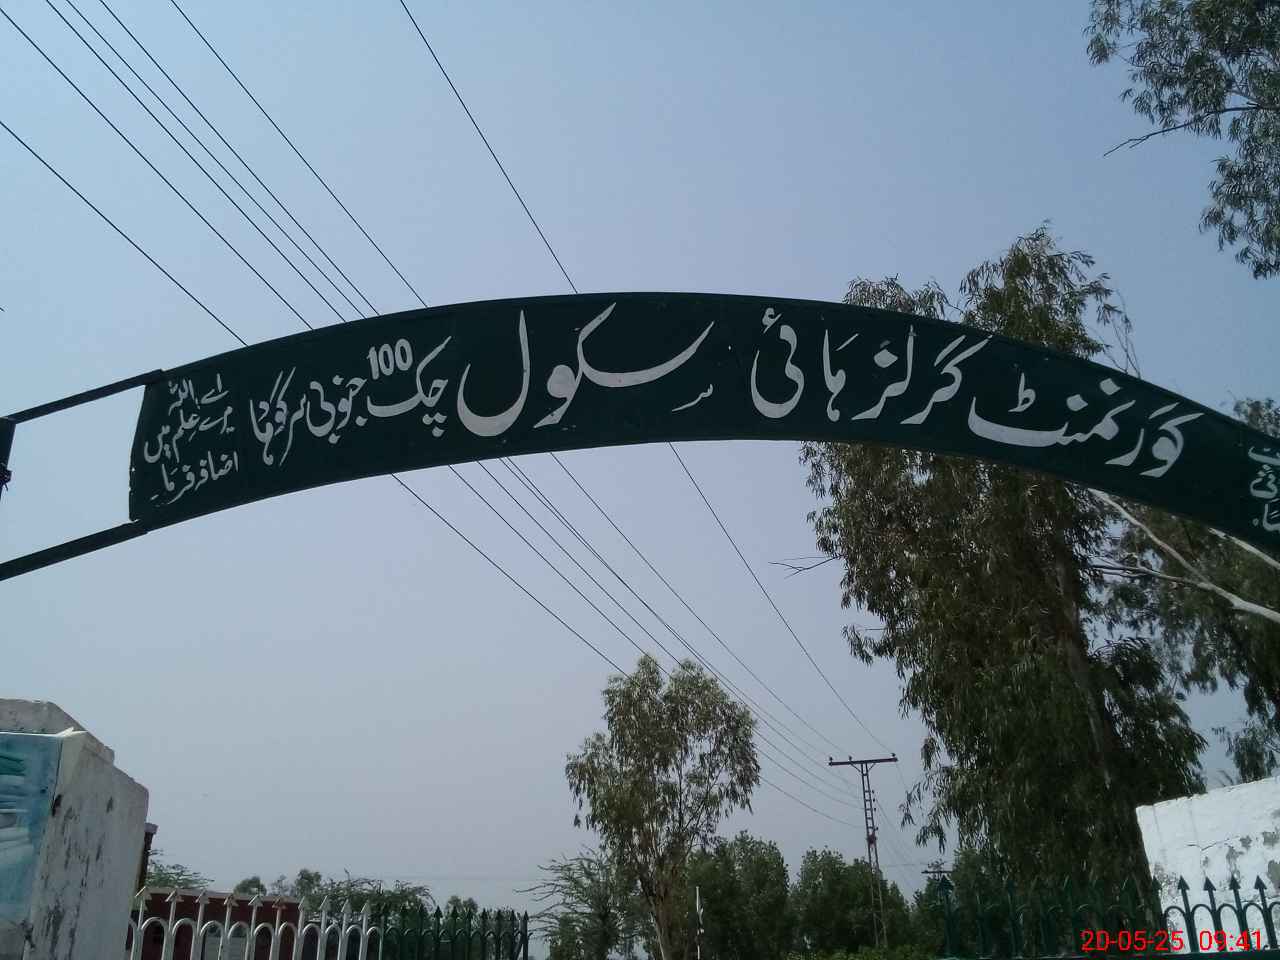 گورنمنٹ گرلز ہائی سکول چک 100 جنوبی سرگودہا
اے اللہ
میرے علم میں
اضافہ فرما۔
20-05-25 09:41